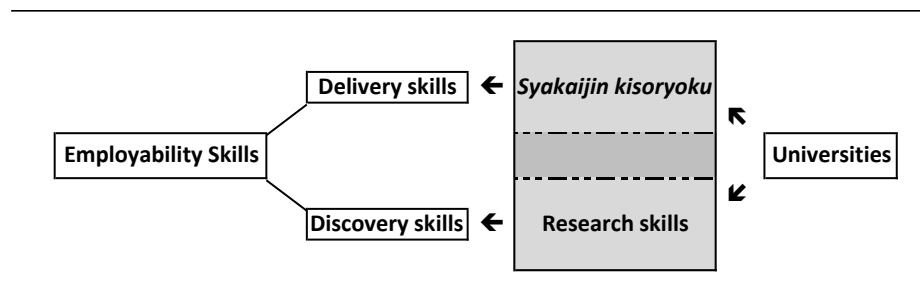 Delivery skills
Syakaijin kisoryoku
Employability Skills
Universities
Discovery skills
Research skills